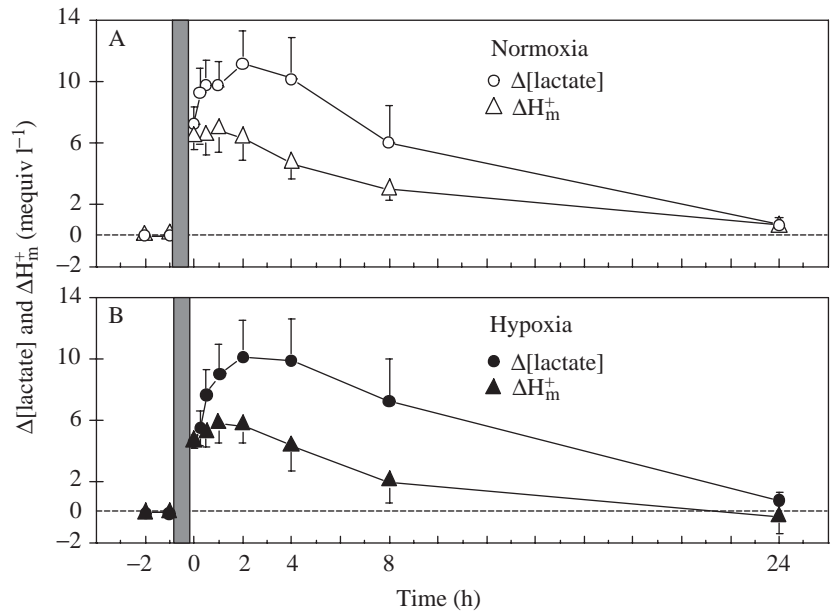 Δ[lactate] and ΔH⁺ₘ (mequiv l⁻¹)
14
10
6
2
0
−2
A
Normoxia
Δ[lactate]
ΔH⁺ₘ
14
10
6
2
0
−2
B
Hypoxia
Δ[lactate]
ΔH⁺ₘ
−2 0 2 4 8 24
Time (h)